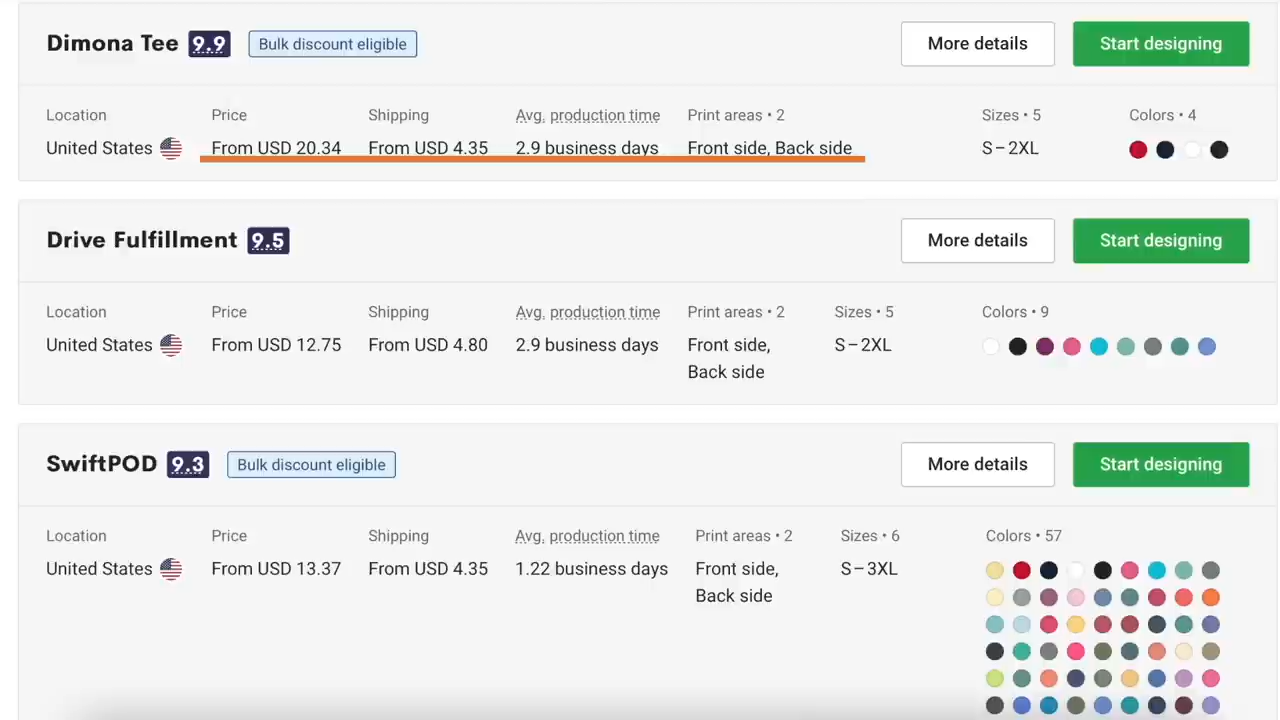 Dimona Tee 9.9 Bulk discount eligible More details Start designing
Location Price Shipping Avg. production time Print areas • 2 Sizes • 5 Colors • 4
United States From USD 20.34 From USD 4.35 2.9 business days Front side, Back side S–2XL
Drive Fulfillment 9.5 More details Start designing
Location Price Shipping Avg. production time Print areas • 2 Sizes • 5 Colors • 9
United States From USD 12.75 From USD 4.80 2.9 business days Front side, S–2XL
Back side
SwiftPOD 9.3 Bulk discount eligible More details Start designing
Location Price Shipping Avg. production time Print areas • 2 Sizes • 6 Colors • 57
United States From USD 13.37 From USD 4.35 1.22 business days Front side, S–3XL
Back side